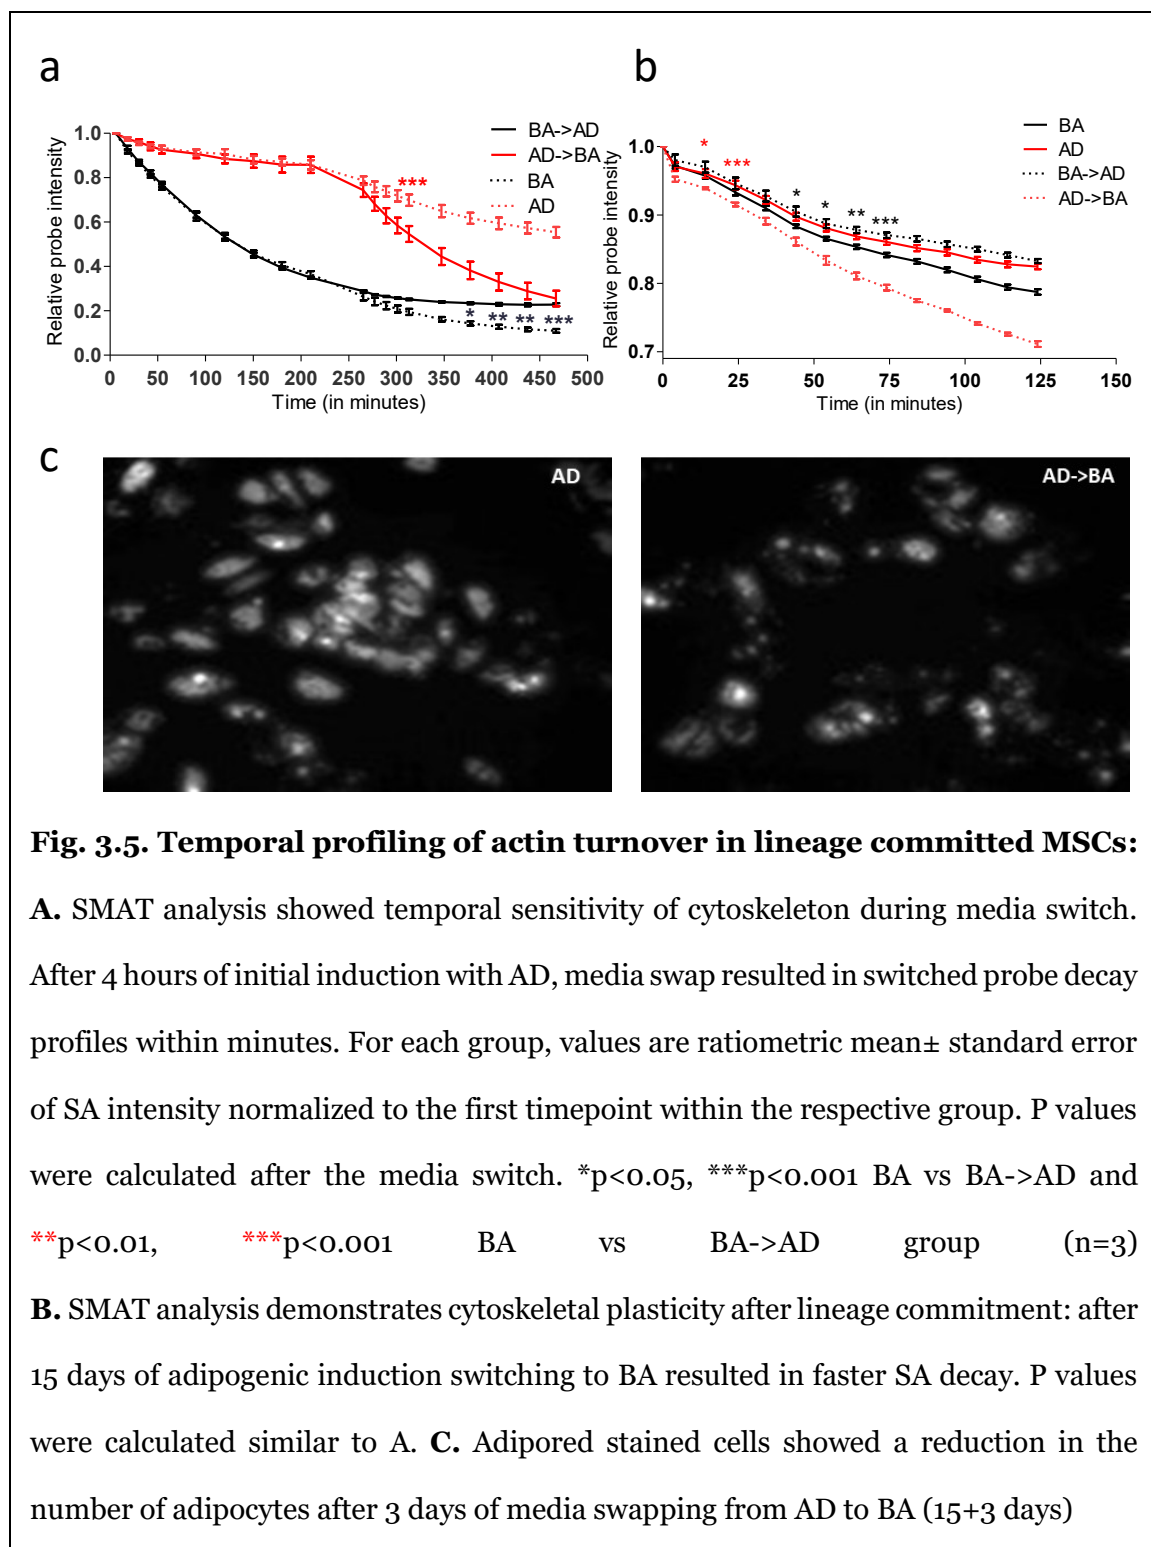 a
b
1.0
0.8
0.6
0.4
0.2
0.0
Relative probe intensity
BA->AD
AD->BA
BA
AD
***
* ** ** ***
0 50 100 150 200 250 300 350 400 450 500
Time (in minutes)
1.0
0.9
0.8
0.7
Relative probe intensity
BA
AD
BA->AD
AD->BA
*
***
*
* ** ***
0 25 50 75 100 125 150
Time (in minutes)
c
AD
AD->BA
Fig. 3.5. Temporal profiling of actin turnover in lineage committed MSCs:
A. SMAT analysis showed temporal sensitivity of cytoskeleton during media switch.
After 4 hours of initial induction with AD, media swap resulted in switched probe decay
profiles within minutes. For each group, values are ratiometric mean± standard error
of SA intensity normalized to the first timepoint within the respective group. P values
were calculated after the media switch. *p<0.05, ***p<0.001 BA vs BA->AD and
**p<0.01, ***p<0.001 BA vs BA->AD group (n=3)
B. SMAT analysis demonstrates cytoskeletal plasticity after lineage commitment: after
15 days of adipogenic induction switching to BA resulted in faster SA decay. P values
were calculated similar to A. C. Adipored stained cells showed a reduction in the
number of adipocytes after 3 days of media swapping from AD to BA (15+3 days)